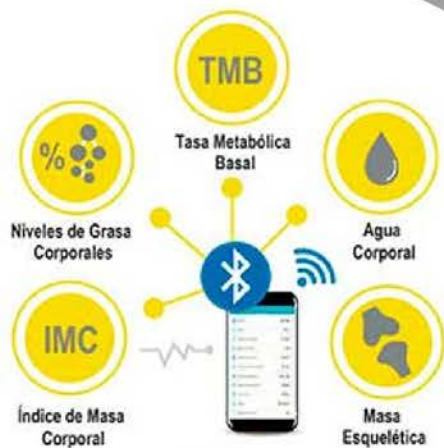 TMB
Tasa Metabólica
Basal
%
Niveles de Grasa
Corporales
Agua
Corporal
IMC
Índice de Masa
Corporal
Masa
Esquelética